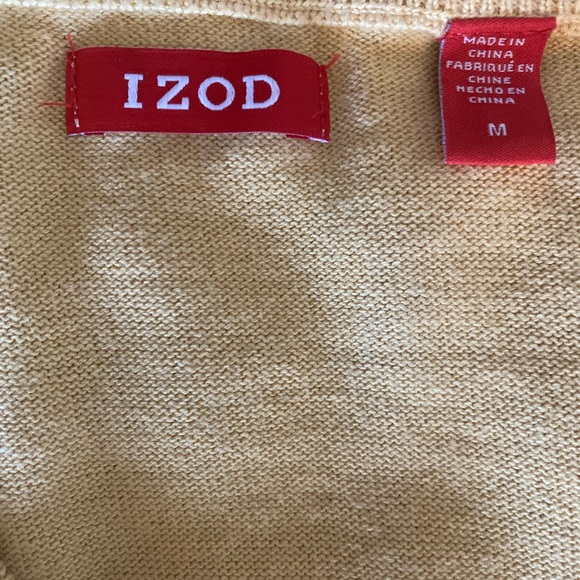 IZOD
MADE IN
CHINA
FABRIQUÉ EN
CHINE
HECHO EN
CHINA
M